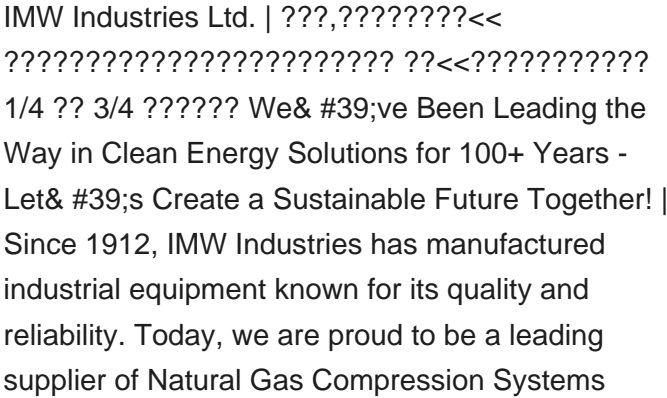 IMW Industries Ltd. | ???,????????<<
???????????????????????? ??<<???????????
1/4 ?? 3/4 ?????? We& #39;ve Been Leading the
Way in Clean Energy Solutions for 100+ Years -
Let& #39;s Create a Sustainable Future Together! |
Since 1912, IMW Industries has manufactured
industrial equipment known for its quality and
reliability. Today, we are proud to be a leading
supplier of Natural Gas Compression Systems